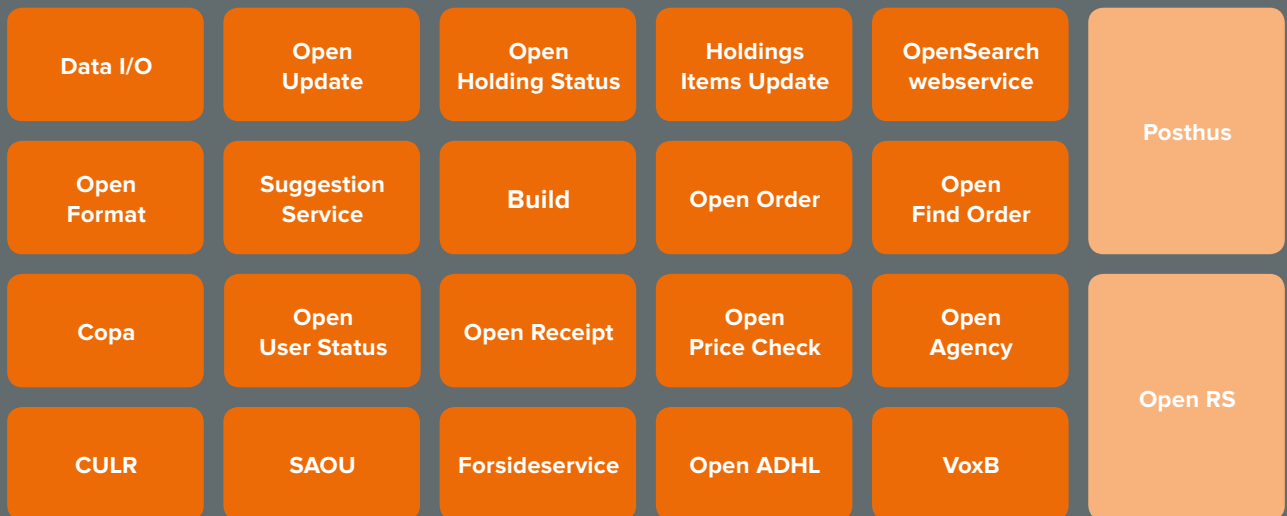 Data I/O
Open
Update
Open
Holding Status
Holdings
Items Update
OpenSearch
webservice
Posthus
Open
Format
Suggestion
Service
Build
Open Order
Open
Find Order
Copa
Open
User Status
Open Receipt
Open
Price Check
Open
Agency
Open RS
CULR
SAOU
Forsideservice
Open ADHL
VoxB